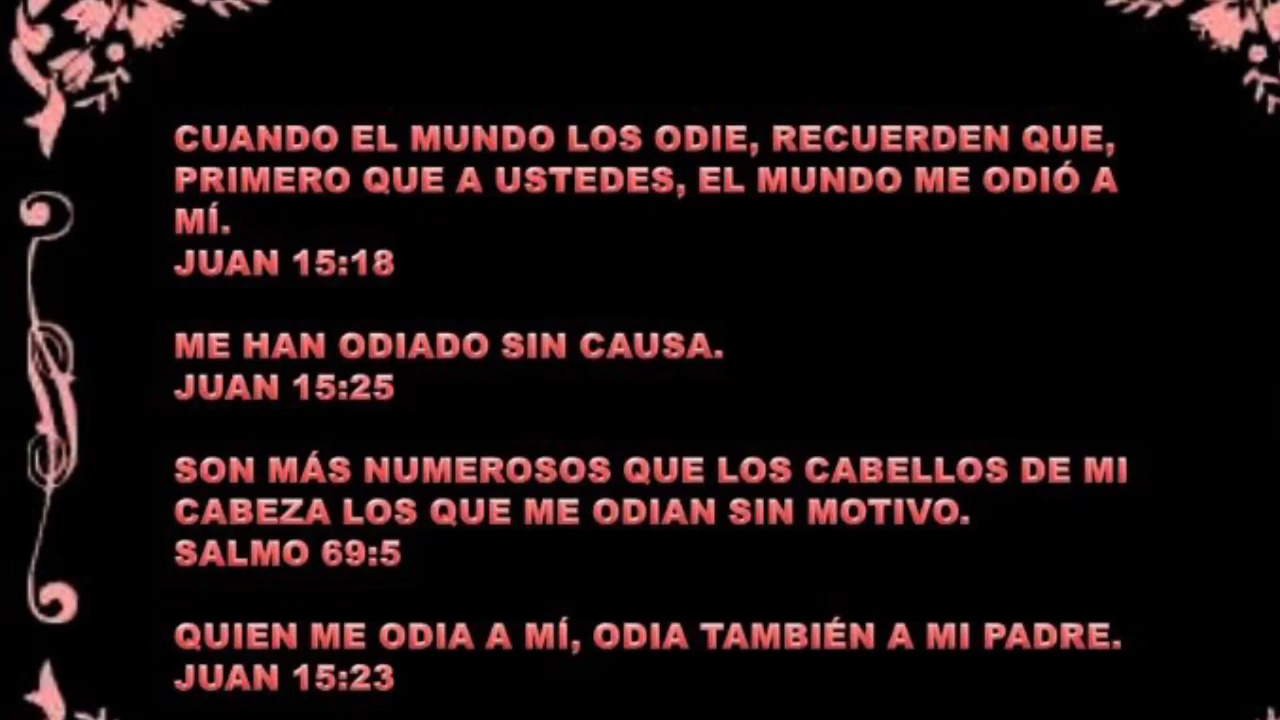 CUANDO EL MUNDO LOS ODIE, RECUERDEN QUE,
PRIMERO QUE A USTEDES, EL MUNDO ME ODIÓ A
MÍ.
JUAN 15:18
ME HAN ODIADO SIN CAUSA.
JUAN 15:25
SON MÁS NUMEROSOS QUE LOS CABELLOS DE MI
CABEZA LOS QUE ME ODIAN SIN MOTIVO.
SALMO 69:5
QUIEN ME ODIA A MÍ, ODIA TAMBIÉN A MI PADRE.
JUAN 15:23